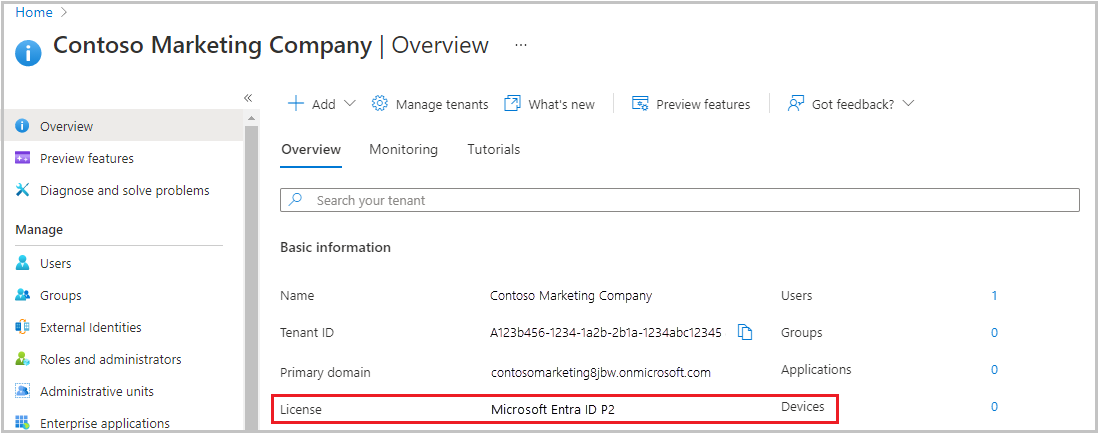 Home >
Contoso Marketing Company | Overview ...
«
Overview
Preview features
Diagnose and solve problems
Manage
Users
Groups
External Identities
Roles and administrators
Administrative units
Enterprise applications
Add Manage tenants What's new Preview features Got feedback?
Overview Monitoring Tutorials
Search your tenant
Basic information
Name Contoso Marketing Company Users 1
Tenant ID A123b456-1234-1a2b-2b1a-1234abc12345 Groups 0
Primary domain contosomarketing8jbw.onmicrosoft.com Applications 0
License Microsoft Entra ID P2 Devices 0